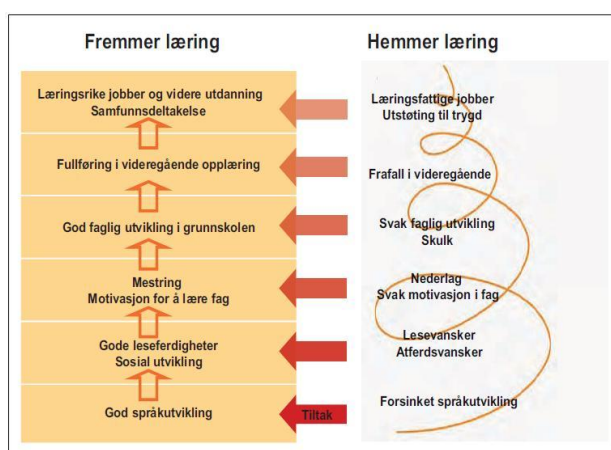 Fremmer læring
Læringsrike jobber og videre utdanning
Samfunnsdeltakelse
Fullføring i videregående opplæring
God faglig utvikling i grunnskolen
Mestring
Motivasjon for å lære fag
Gode leseferdigheter
Sosial utvikling
God språkutvikling
Tiltak
Hemmer læring
Læringsfattige jobber
Utstøting til trygd
Frafall i videregående
Svak faglig utvikling
Skulk
Nederlag
Svak motivasjon i fag
Lesevansker
Atferdsvansker
Forsinket språkutvikling